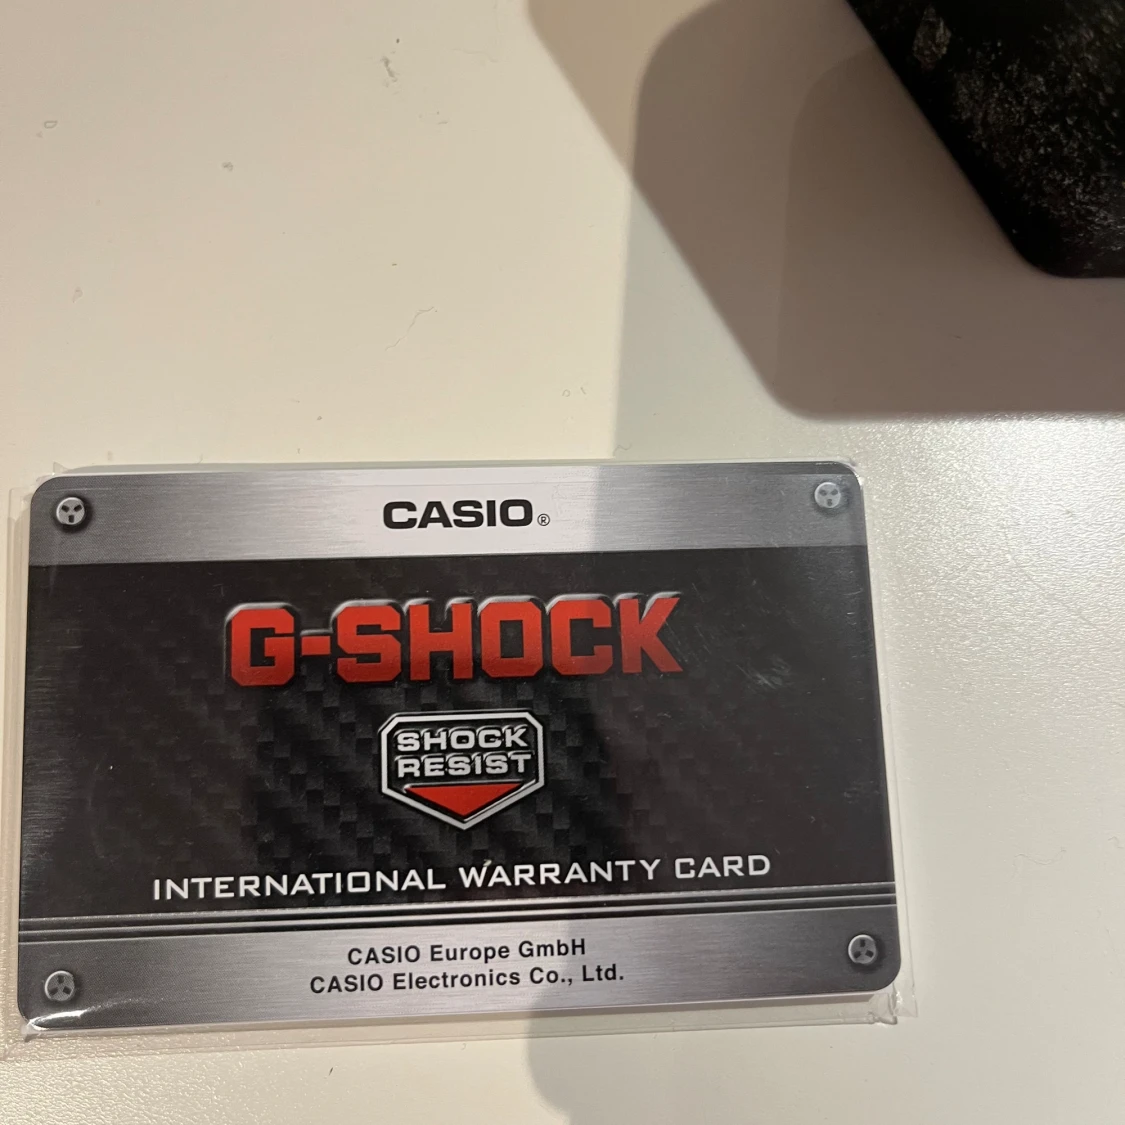 CASIO®
G-SHOCK
SHOCK
RESIST
INTERNATIONAL WARRANTY CARD
CASIO Europe GmbH
CASIO Electronics Co., Ltd.